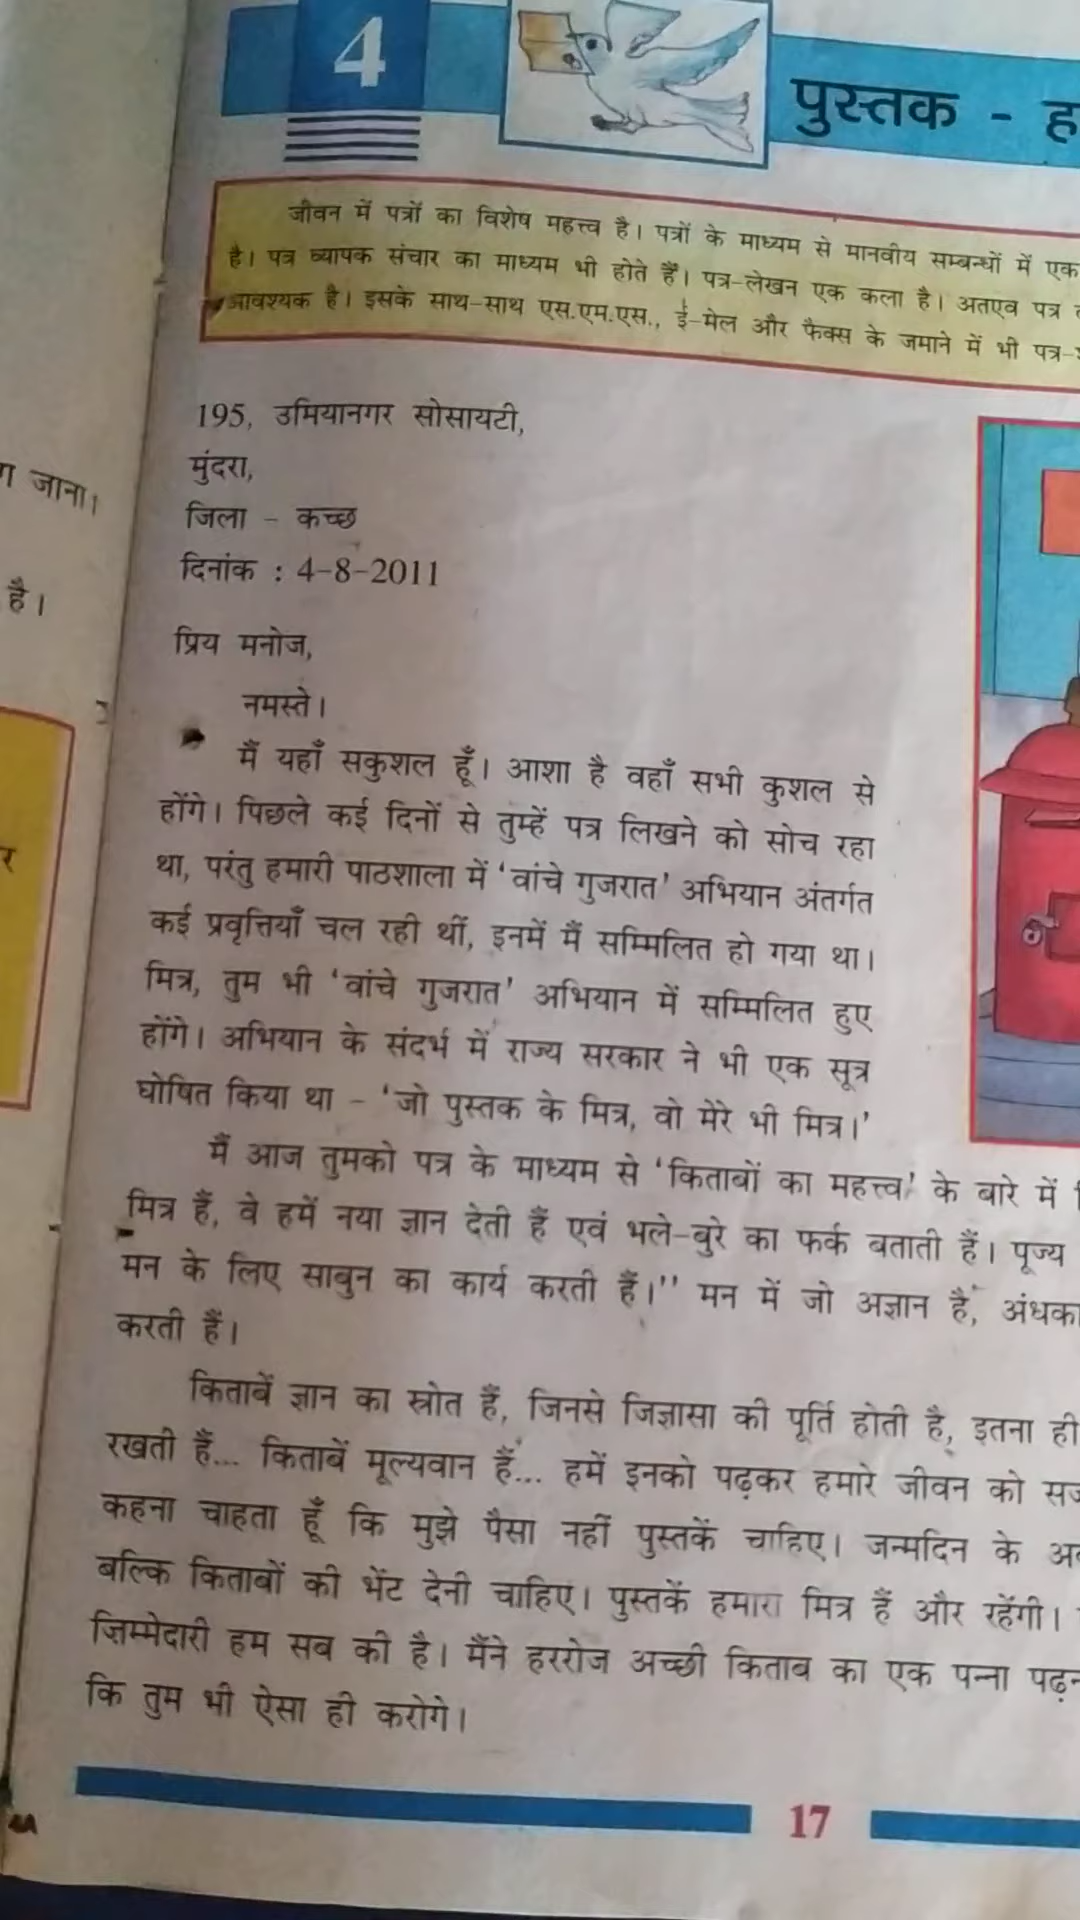 4
पुस्तक - ह
जीवन में पत्रों का विशेष महत्त्व है। पत्रों के माध्यम से मानवीय सम्बन्धों में एक
है। पत्र व्यापक संचार का माध्यम भी होते हैं। पत्र-लेखन एक कला है। अतएव पत्र
आवश्यक है। इसके साथ-साथ एस.एम.एस., ई-मेल और फैक्स के जमाने में भी पत्र-
195, उमियानगर सोसायटी,
मुंदरा,
जिला - कच्छ
दिनांक : 4-8-2011
प्रिय मनोज,
नमस्ते।
मैं यहाँ सकुशल हूँ। आशा है वहाँ सभी कुशल से
होंगे। पिछले कई दिनों से तुम्हें पत्र लिखने को सोच रहा
था, परंतु हमारी पाठशाला में 'वांचे गुजरात' अभियान अंतर्गत
कई प्रवृत्तियाँ चल रही थीं, इनमें मैं सम्मिलित हो गया था।
मित्र, तुम भी 'वांचे गुजरात' अभियान में सम्मिलित हुए
होंगे। अभियान के संदर्भ में राज्य सरकार ने भी एक सूत्र
घोषित किया था - 'जो पुस्तक के मित्र, वो मेरे भी मित्र।'
मैं आज तुमको पत्र के माध्यम से 'किताबों का महत्त्व' के बारे में
मित्र हैं, वे हमें नया ज्ञान देती हैं एवं भले-बुरे का फर्क बताती हैं। पूज्य
मन के लिए साबुन का कार्य करती हैं।'' मन में जो अज्ञान है, अंधका
करती हैं।
किताबें ज्ञान का स्रोत हैं, जिनसे जिज्ञासा की पूर्ति होती है, इतना ही
रखती हैं... किताबें मूल्यवान हैं... हमें इनको पढ़कर हमारे जीवन को सज
कहना चाहता हूँ कि मुझे पैसा नहीं पुस्तकें चाहिए। जन्मदिन के अ
बल्कि किताबों की भेंट देनी चाहिए। पुस्तकें हमारा मित्र हैं और रहेंगी।
ज़िम्मेदारी हम सब की है। मैंने हररोज अच्छी किताब का एक पन्ना पढ़न
कि तुम भी ऐसा ही करोगे।
17
जाना।
है।
र